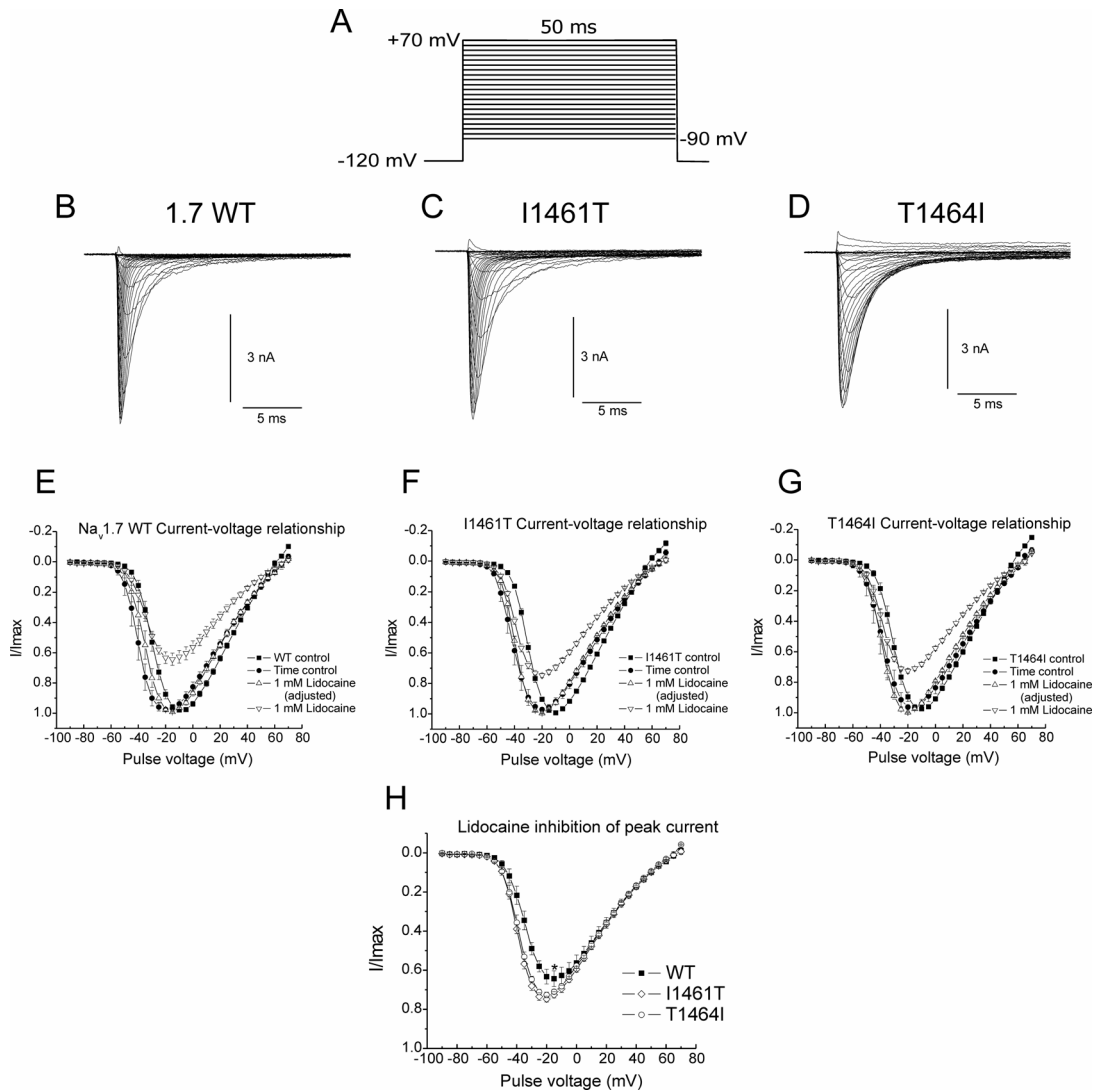 A
50 ms
+70 mV
-90 mV
-120 mV
B
1.7 WT
3 nA
5 ms
C
I1461T
3 nA
5 ms
D
T1464I
3 nA
5 ms
E
Nav1.7 WT Current-voltage relationship
-0.2
0.0
0.2
0.4
0.6
0.8
1.0
I/Imax
WT control
Time control
1 mM Lidocaine
(adjusted)
1 mM Lidocaine
-100 -80 -60 -40 -20 0 20 40 60 80
Pulse voltage (mV)
F
I1461T Current-voltage relationship
-0.2
0.0
0.2
0.4
0.6
0.8
1.0
I/Imax
I1461T control
Time control
1 mM Lidocaine
(adjusted)
1 mM Lidocaine
-100 -80 -60 -40 -20 0 20 40 60 80
Pulse voltage (mV)
G
T1464I Current-voltage relationship
-0.2
0.0
0.2
0.4
0.6
0.8
1.0
I/Imax
T1464I control
Time control
1 mM Lidocaine
(adjusted)
1 mM Lidocaine
-100 -80 -60 -40 -20 0 20 40 60 80
Pulse voltage (mV)
H
Lidocaine inhibition of peak current
0.0
0.2
0.4
0.6
0.8
1.0
I/Imax
*
WT
I1461T
T1464I
-100 -80 -60 -40 -20 0 20 40 60 80
Pulse voltage (mV)